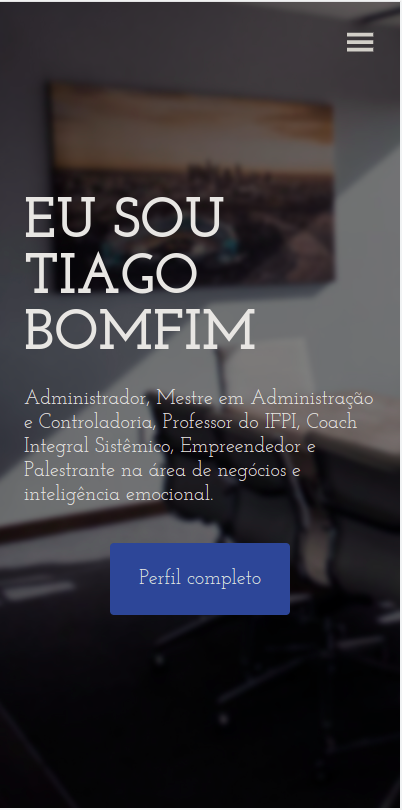 EU SOU
TIAGO
BOMFIM
Administrador, Mestre em Administração
e Controladoria, Professor do IFPI, Coach
Integral Sistêmico, Empreendedor e
Palestrante na área de negócios e
inteligência emocional.
Perfil completo